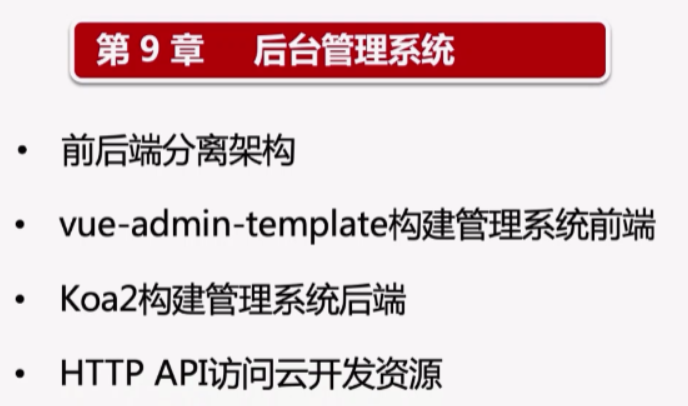 第 9 章 后台管理系统
• 前后端分离架构
• vue-admin-template构建管理系统前端
• Koa2构建管理系统后端
• HTTP API访问云开发资源